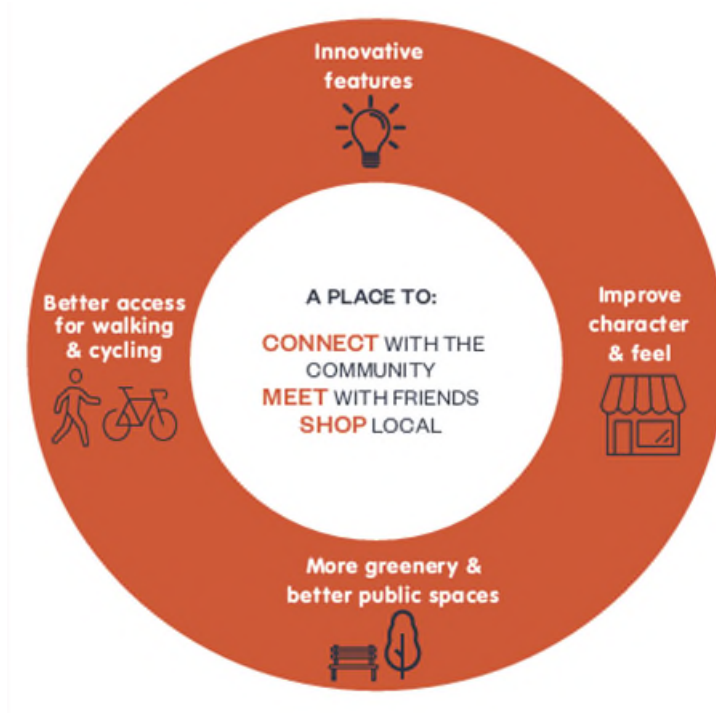 Innovative
features
Better access
for walking
& cycling
A PLACE TO:
CONNECT WITH THE
COMMUNITY
MEET WITH FRIENDS
SHOP LOCAL
Improve
character
& feel
More greenery &
better public spaces